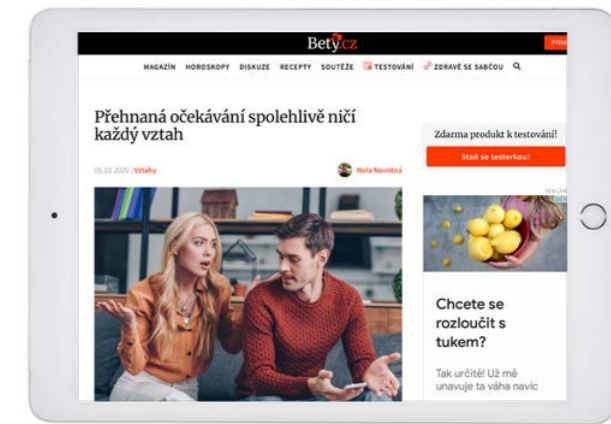 Bety.cz
MAGAZÍN HOROSKOPY DISKUZE RECEPTY SOUTĚŽE TESTOVÁNÍ ZDRAVĚ SE SABČOU
Přehnaná očekávání spolehlivě ničí
každý vztah
05.10.2020 | Vztahy
Nela Novotná
Zdarma produkt k testování!
Staň se testerkou!
Chcete se
rozloučit s
tukem?
Tak určitě! Už mě
unavuje ta váha navíc